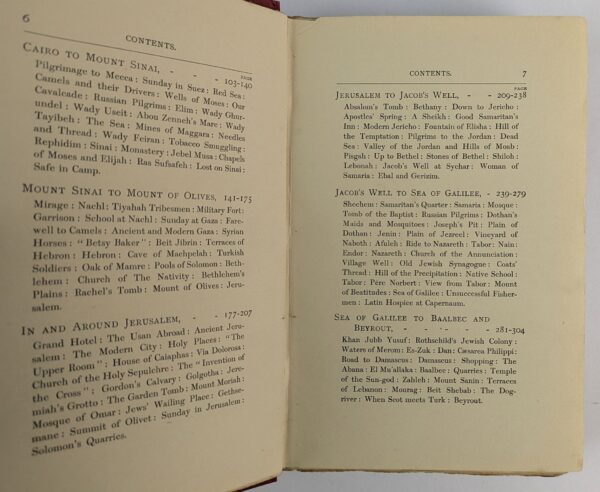 6
CONTENTS.
PAGE
CAIRO TO MOUNT SINAI, - - - 103-140
Pilgrimage to Mecca : Sunday in Suez : Red Sea :
Camels and their Drivers : Wells of Moses : Our
Cavalcade : Russian Pilgrims : Elim : Wady Ghur-
undel : Wady Useit : Abou Zenneh's Mare : Wady
Tayibeh : The Sea : Mines of Maggara : Needles
and Thread : Wady Feiran : Tobacco Smuggling :
Rephidim : Sinai : Monastery : Jebel Musa : Chapels
of Moses and Elijah : Ras Sufsafeh : Lost on Sinai :
Safe in Camp.
MOUNT SINAI TO MOUNT OF OLIVES, 141-175
Mirage : Nachl : Tiyahah Tribesmen : Military Fort :
Garrison : School at Nachl : Sunday at Gaza : Fare-
well to Camels : Ancient and Modern Gaza : Syrian
Horses : "Betsy Baker" : Beit Jibrin : Terraces of
Hebron : Hebron : Cave of Machpelah : Turkish
Soldiers : Oak of Mamre : Pools of Solomon : Beth-
lehem : Church of The Nativity : Bethlehem's
Plains : Rachel's Tomb : Mount of Olives : Jeru-
salem.
IN AND AROUND JERUSALEM, - - 177-207
Grand Hotel : The Usan Abroad : Ancient Jeru-
salem : The Modern City : Holy Places : "The
Upper Room" : House of Caiaphas : Via Dolorosa :
Church of the Holy Sepulchre : The "Invention of
the Cross" : Gordon's Calvary : Golgotha : Jere-
miah's Grotto : The Garden Tomb : Mount Moriah :
Mosque of Omar : Jews' Wailing Place : Gethse-
mane : Summit of Olivet : Sunday in Jerusalem :
Solomon's Quarries.
CONTENTS. 7
PAGE
JERUSALEM TO JACOB'S WELL, - - 209-238
Absalom's Tomb : Bethany : Down to Jericho :
Apostles' Spring : A Sheikh : Good Samaritan's
Inn : Modern Jericho : Fountain of Elisha : Hill of
the Temptation : Pilgrims to the Jordan : Dead
Sea : Valley of the Jordan and Hills of Moab :
Pisgah : Up to Bethel : Stones of Bethel : Shiloh :
Lebonah : Jacob's Well at Sychar : Woman of
Samaria : Ebal and Gerizim.
JACOB'S WELL TO SEA OF GALILEE, - 239-279
Shechem : Samaritan's Quarter : Samaria : Mosque :
Tomb of the Baptist : Russian Pilgrims : Dothan's
Maids and Mosquitoes : Joseph's Pit : Plain of
Dothan : Jenin : Plain of Jezreel : Vineyard of
Naboth : Afuleh : Ride to Nazareth : Tabor : Nain :
Endor : Nazareth : Church of the Annunciation :
Village Well : Old Jewish Synagogue : Coats'
Thread : Hill of the Precipitation : Native School :
Tabor : Père Norbert : View from Tabor : Mount
of Beatitudes : Sea of Galilee : Unsuccessful Fisher-
men : Latin Hospice at Capernaum.
SEA OF GALILEE TO BAALBEC AND
BEYROUT, - - - - - 281-304
Khan Jubb Yusuf : Rothschild's Jewish Colony :
Waters of Merom : Es-Zuk : Dan : Cæsarea Philippi :
Road to Damascus : Damascus : Shopping : The
Abana : El Mu'allaka : Baalbec : Quarries : Temple
of the Sun-god : Zahleh : Mount Sanin : Terraces
of Lebanon : Mourag : Beit Shebab : The Dog-
river : When Scot meets Turk : Beyrout.